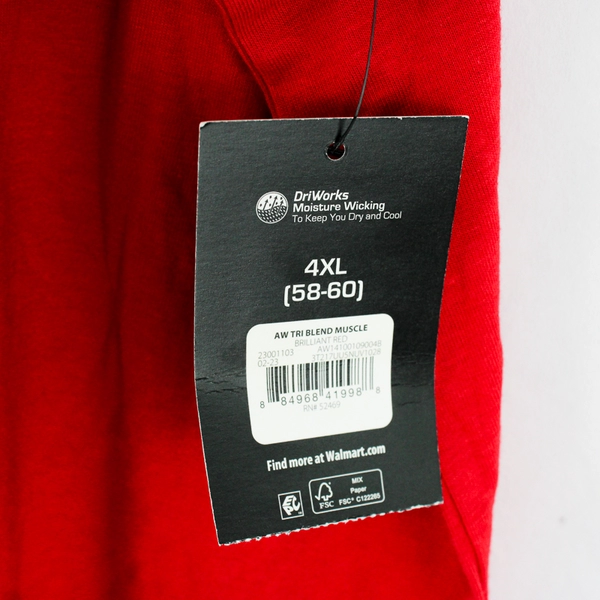 DriWorks
Moisture Wicking
To Keep You Dry and Cool
4XL
(58-60)
AW TRI BLEND MUSCLE
BRILLIANT RED
23001103 AW141001090048
02-23
8 84968 41998 8
RN# 52469
Find more at Walmart.com
MIX
Paper
FSC FSC® C122265